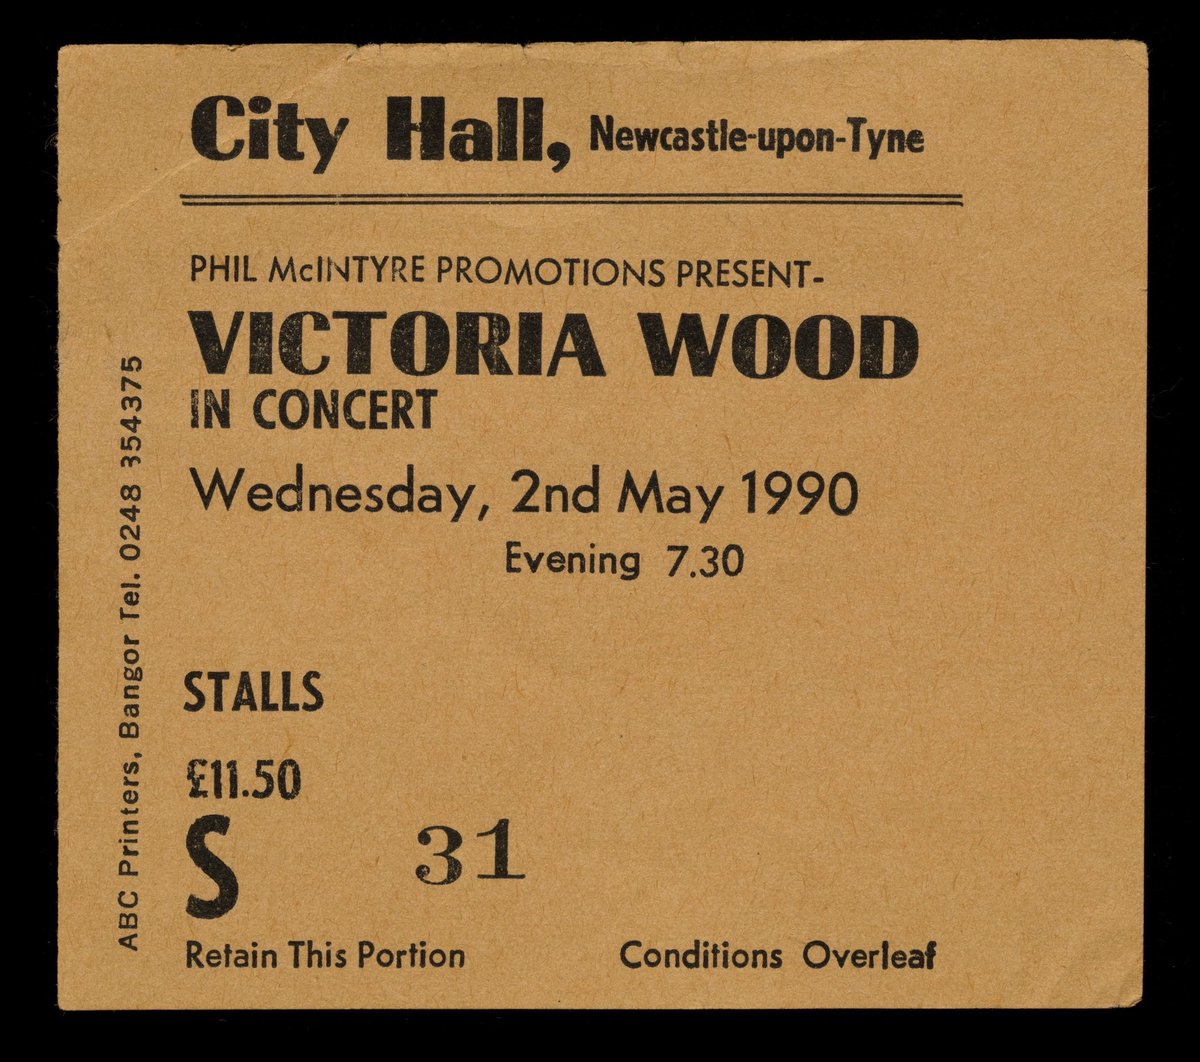 City Hall, Newcastle-upon-Tyne
PHIL McINTYRE PROMOTIONS PRESENT-
VICTORIA WOOD
IN CONCERT
Wednesday, 2nd May 1990
Evening 7.30
STALLS
£11.50
S 31
Retain This Portion Conditions Overleaf
ABC Printers, Bangor Tel. 0248 354375